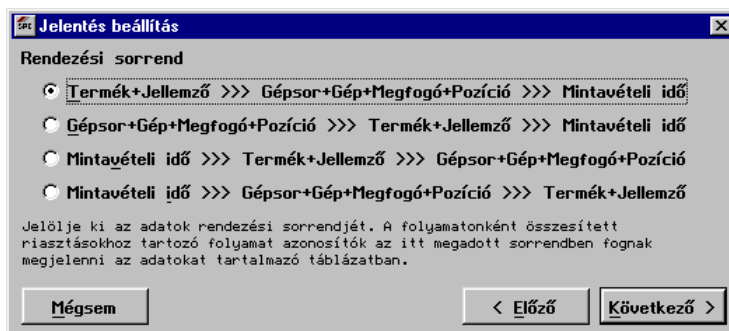 SPC Jelentés beállítás
Rendezési sorrend
Termék+Jellemző >>> Gépsor+Gép+Megfogó+Pozíció >>> Mintavételi idő
Gépsor+Gép+Megfogó+Pozíció >>> Termék+Jellemző >>> Mintavételi idő
Mintavételi idő >>> Termék+Jellemző >>> Gépsor+Gép+Megfogó+Pozíció
Mintavételi idő >>> Gépsor+Gép+Megfogó+Pozíció >>> Termék+Jellemző
Jelölje ki az adatok rendezési sorrendjét. A folyamatonként összesített
riasztásokhoz tartozó folyamat azonosítók az itt megadott sorrendben fognak
megjelenni az adatokat tartalmazó táblázatban.
Mégsem < Előző Következő >